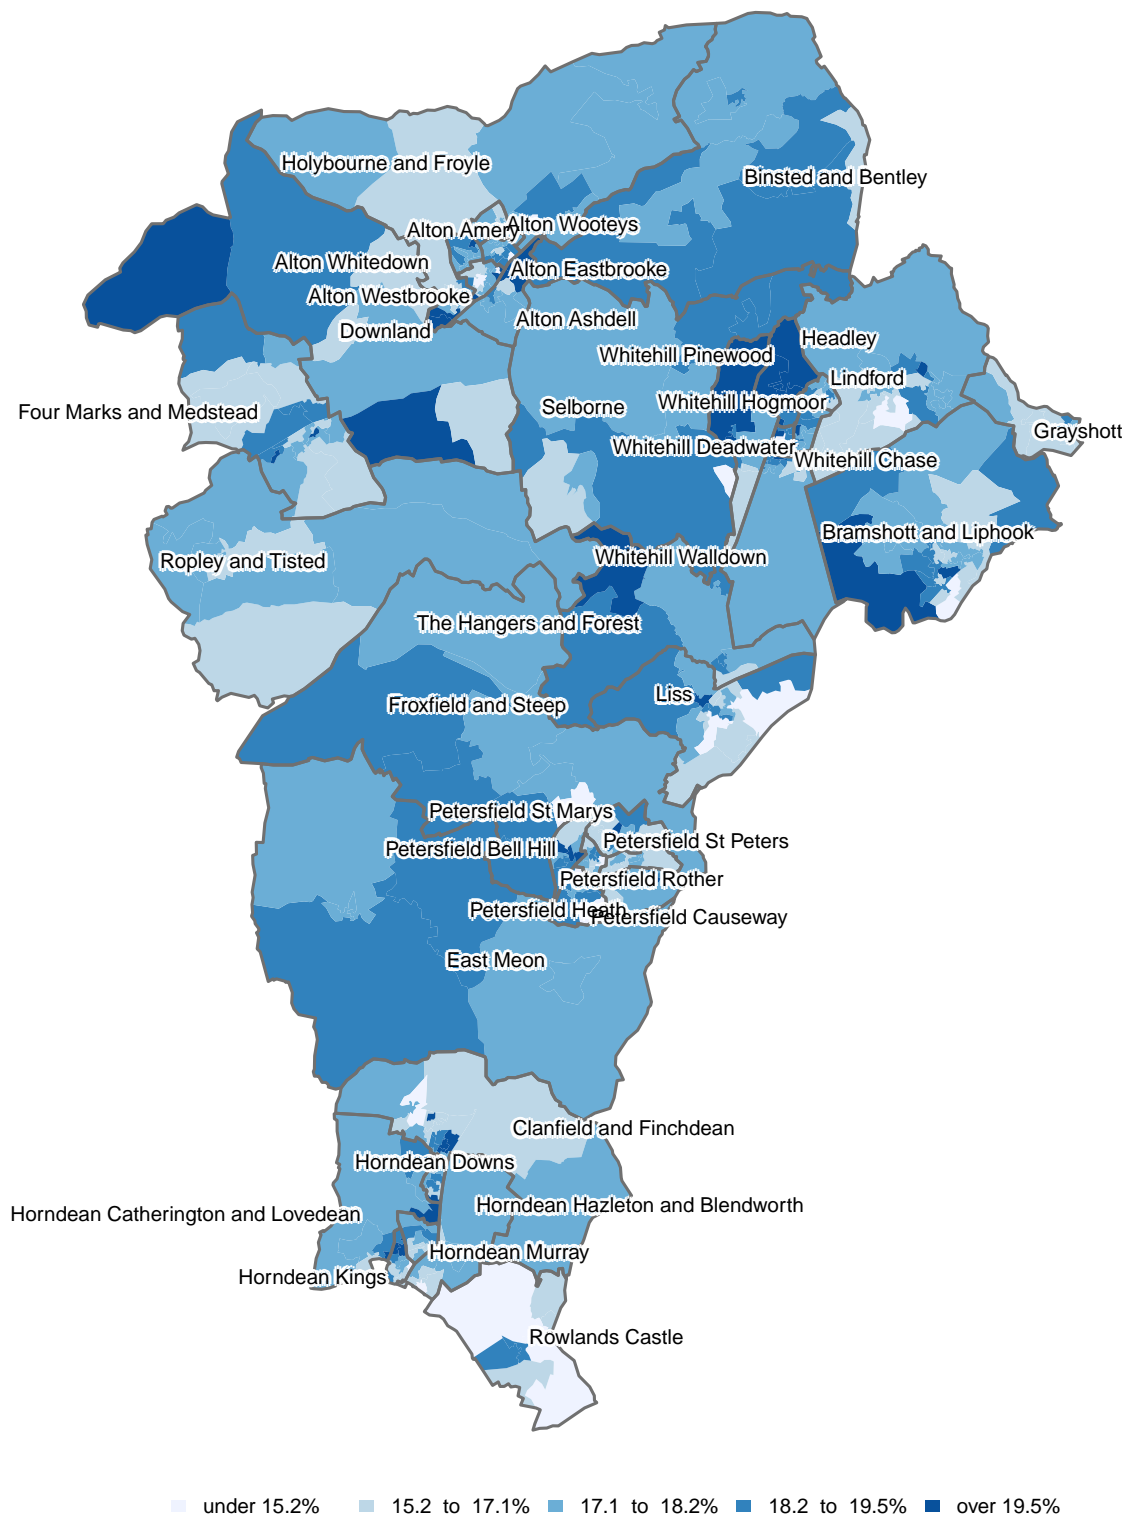 Holybourne and Froyle
Binsted and Bentley
Alton Amery
Alton Wooteys
Alton Whitedown
Alton Eastbrooke
Alton Westbrooke
Alton Ashdell
Downland
Headley
Whitehill Pinewood
Lindford
Four Marks and Medstead
Selborne
Whitehill Hogmoor
Grayshott
Whitehill Deadwater
Whitehill Chase
Bramshott and Liphook
Ropley and Tisted
Whitehill Walldown
The Hangers and Forest
Liss
Froxfield and Steep
Petersfield St Marys
Petersfield St Peters
Petersfield Bell Hill
Petersfield Rother
Petersfield Heath
Petersfield Causeway
East Meon
Clanfield and Finchdean
Horndean Downs
Horndean Hazleton and Blendworth
Horndean Catherington and Lovedean
Horndean Murray
Horndean Kings
Rowlands Castle
under 15.2% 15.2 to 17.1% 17.1 to 18.2% 18.2 to 19.5% over 19.5%